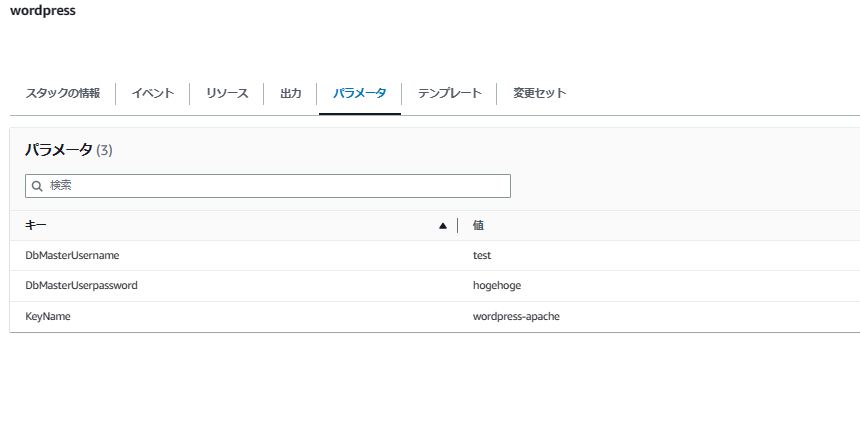 wordpress
スタックの情報 イベント リソース 出力 パラメータ テンプレート 変更セット
パラメータ (3)
検索
キー ▲ 値
DbMasterUsername test
DbMasterUserpassword hogehoge
KeyName wordpress-apache